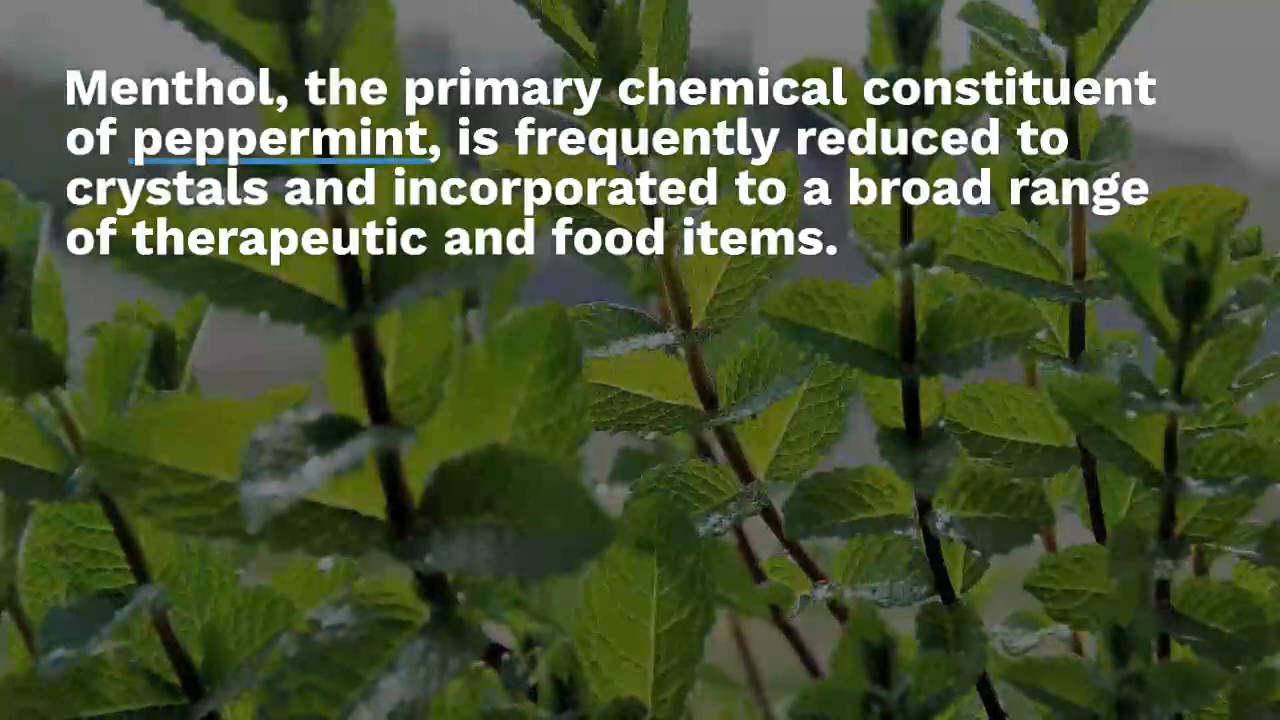 Menthol, the primary chemical constituent
of peppermint, is frequently reduced to
crystals and incorporated to a broad range
of therapeutic and food items.